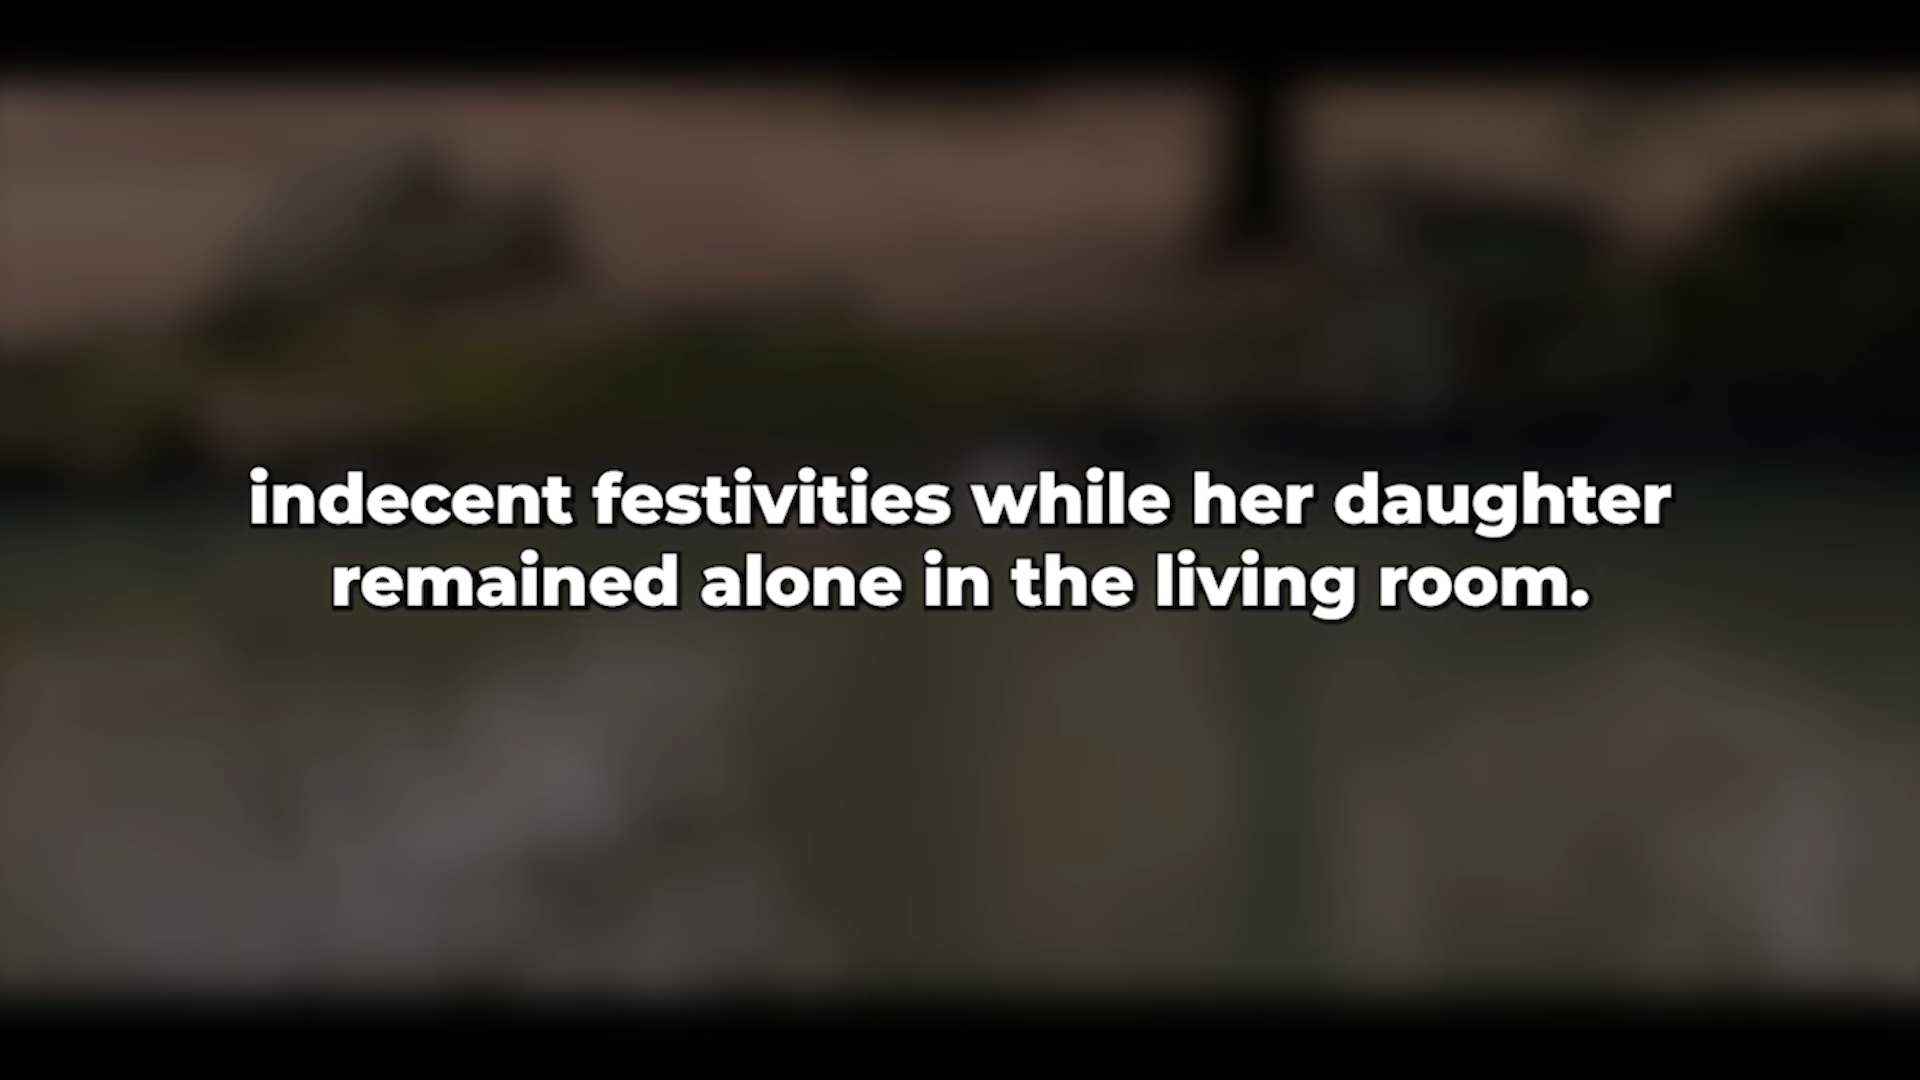 indecent festivities while her daughter
remained alone in the living room.